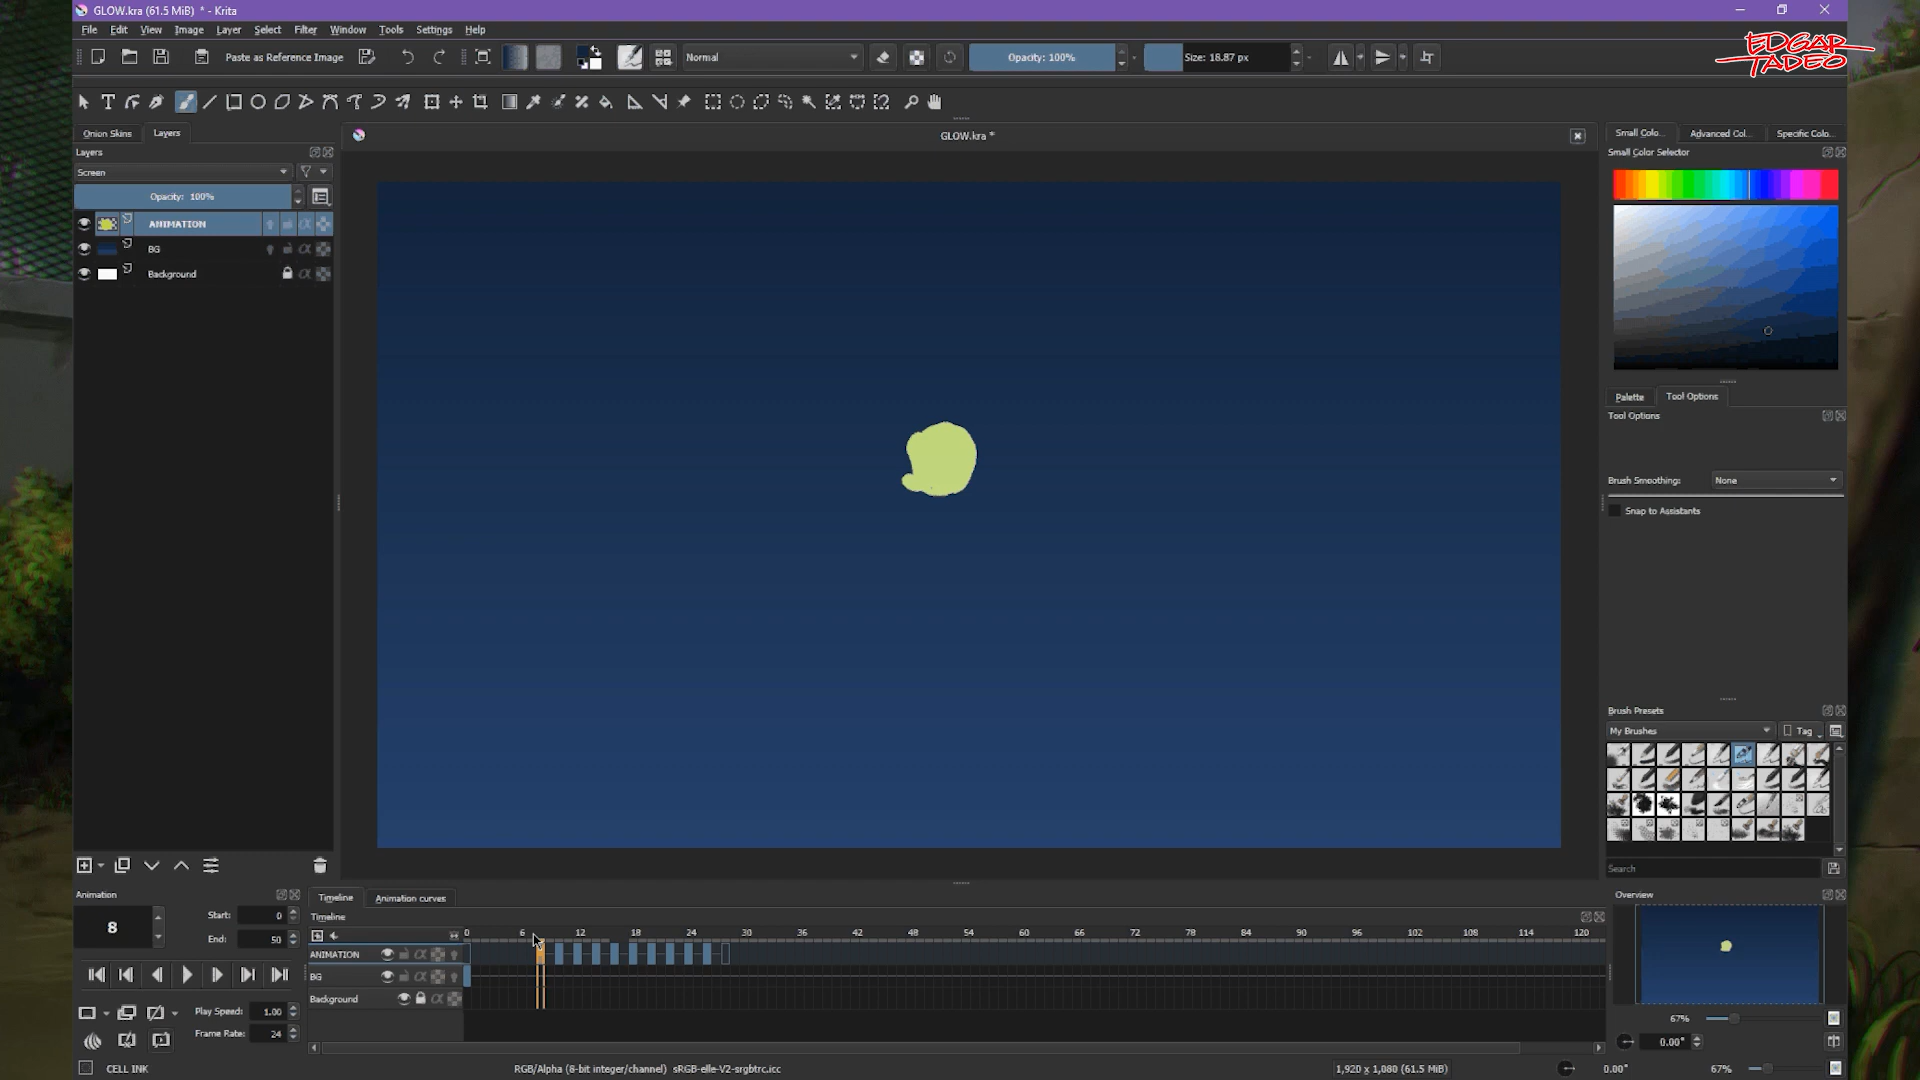 GLOW.kra (61.5 MiB) * - Krita
EDGAR
TADEO
File Edit View Image Layer Select Filter Tools Window Settings Help
Paste as Reference Image
Normal
Opacity: 100%
Size: 18.87 px
Onion Skins
Layers
GLOW.kra *
Small Colo...
Advanced Col...
Specific Colo...
Layers
Small Color Selector
Screen
Opacity: 100%
ANIMATION
BG
Background
Palette
Tool Options
Tool Options
Brush Smoothing: None
Snap to Assistants
Brush Presets
My Brushes
Tag
Search
Animation
Timeline
Animation curves
Overview
8
Start: 0
End: 50
Timeline
0 6 12 18 24 30 36 42 48 54 60 66 72 78 84 90 96 102 108 114 120
ANIMATION
BG
Background
Play Speed: 1.00
Frame Rate: 24
67%
0.00°
CELL INK
RGB/Alpha (8-bit integer/channel) sRGB-elle-V2-srgbtrc.icc
1,920 x 1,080 (61.5 MiB)
0.00°
67%